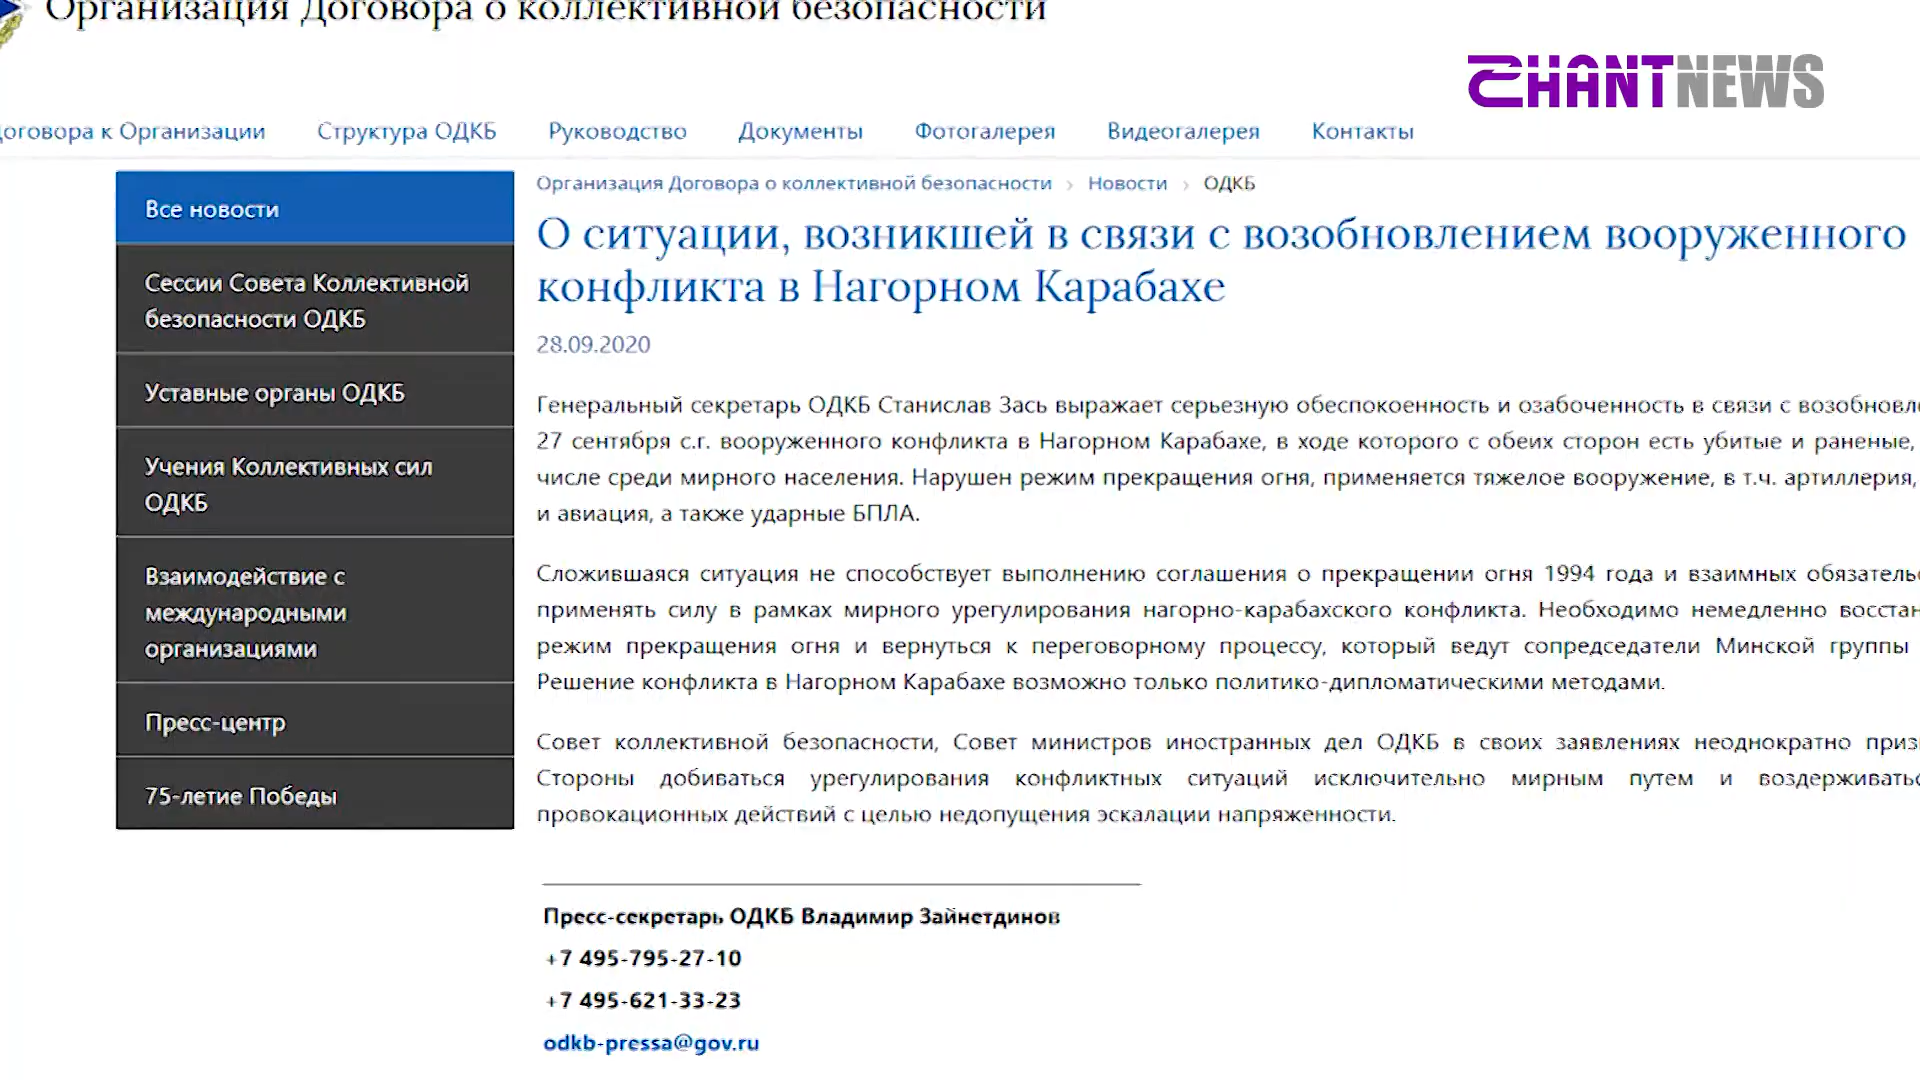 Организация Договора о коллективной безопасности
SHANTNEWS
Договора к Организации Структура ОДКБ Руководство Документы Фотогалерея Видеогалерея Контакты
Все новости
Сессии Совета Коллективной
безопасности ОДКБ
Уставные органы ОДКБ
Учения Коллективных сил
ОДКБ
Взаимодействие с
международными
организациями
Пресс-центр
75-летие Победы
Организация Договора о коллективной безопасности › Новости › ОДКБ
О ситуации, возникшей в связи с возобновлением вооруженного
конфликта в Нагорном Карабахе
28.09.2020
Генеральный секретарь ОДКБ Станислав Зась выражает серьезную обеспокоенность и озабоченность в связи с
27 сентября с.г. вооруженного конфликта в Нагорном Карабахе, в ходе которого с обеих сторон есть убитые и раненые,
числе среди мирного населения. Нарушен режим прекращения огня, применяется тяжелое вооружение, в т.ч. артиллерия,
и авиация, а также ударные БПЛА.
Сложившаяся ситуация не способствует выполнению соглашения о прекращении огня 1994 года и взаимных
применять силу в рамках мирного урегулирования нагорно-карабахского конфликта. Необходимо немедленно
режим прекращения огня и вернуться к переговорному процессу, который ведут сопредседатели Минской группы
Решение конфликта в Нагорном Карабахе возможно только политико-дипломатическими методами.
Совет коллективной безопасности, Совет министров иностранных дел ОДКБ в своих заявлениях неоднократно
Стороны добиваться урегулирования конфликтных ситуаций исключительно мирным путем и
провокационных действий с целью недопущения эскалации напряженности.
Пресс-секретарь ОДКБ Владимир Зайнетдинов
+7 495-795-27-10
+7 495-621-33-23
odkb-pressa@gov.ru